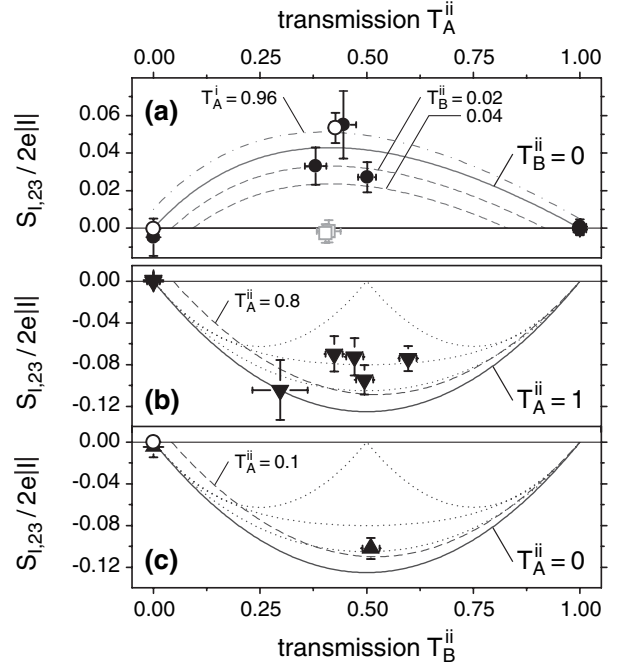 transmission T_A^ii
0.00 0.25 0.50 0.75 1.00
S_I,23 / 2e|I|
0.06
0.04
0.02
0.00
(a)
T_A^i = 0.96
T_B^ii = 0.02
0.04
T_B^ii = 0
S_I,23 / 2e|I|
0.00
-0.04
-0.08
-0.12
(b)
T_A^ii = 0.8
T_A^ii = 1
S_I,23 / 2e|I|
0.00
-0.04
-0.08
-0.12
(c)
T_A^ii = 0.1
T_A^ii = 0
0.00 0.25 0.50 0.75 1.00
transmission T_B^ii